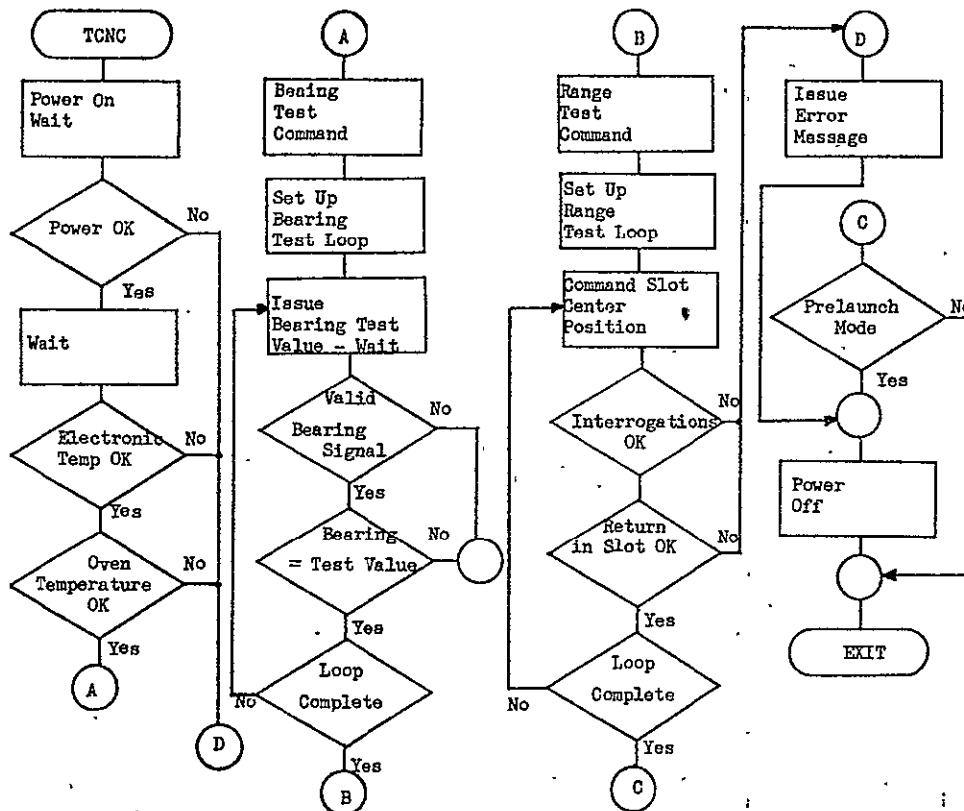 TCNC
Power On
Wait
Power OK
No
Yes
Wait
Electronic
Temp OK
No
Yes
Oven
Temperature
OK
No
Yes
A
D
A
Bening
Test
Command
Set Up
Bearing
Test Loop
Issue
Bearing Test
Value - Wait
Valid
Bearing
Signal
No
Yes
Bearing
= Test Value
No
Yes
Loop
Complete
No
Yes
B
B
Range
Test
Command
Set Up
Range
Test Loop
Command Slot
Center
Position
Interrogations
OK
No
Return
in Slot OK
No
Yes
Loop
Complete
No
Yes
C
D
Issue
Error
Message
C
Prelaunch
Mode
No
Yes
Power
Off
EXIT